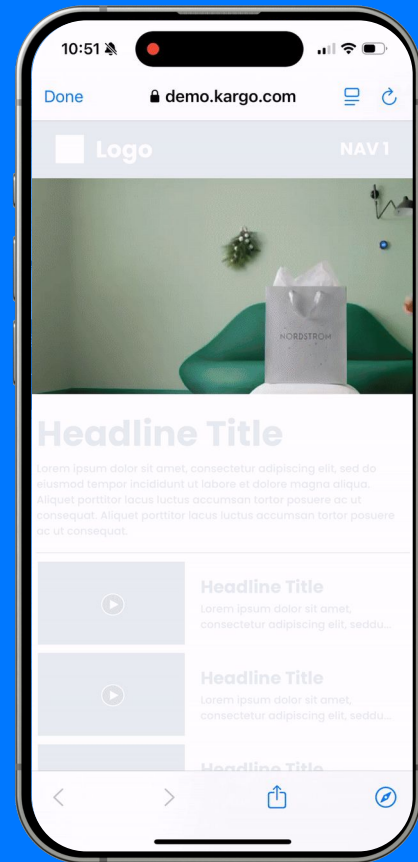 10:51
Done
demo.kargo.com
Logo
NAV 1
NORDSTROM
Headline Title
Lorem ipsum dolor sit amet, consectetur adipiscing elit, sed do
eiusmod tempor incididunt ut labore et dolore magna aliqua.
Aliquet porttitor lacus luctus accumsan tortor posuere ac ut
consequat. Aliquet porttitor lacus luctus accumsan tortor posuere
ac ut consequat.
Headline Title
Lorem ipsum dolor sit amet,
consectetur adipiscing elit, seddu...
Headline Title
Lorem ipsum dolor sit amet,
consectetur adipiscing elit, seddu...
Headline Title